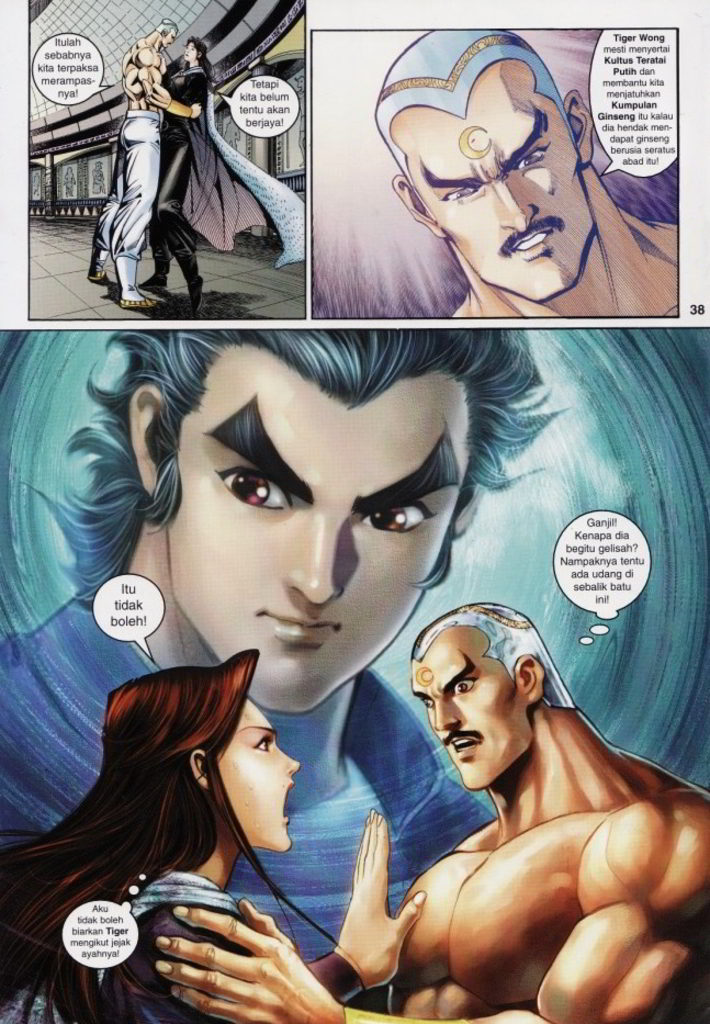 Itulah
sebabnya
kita terpaksa
merampas-
nya!
Tetapi
kita belum
tentu akan
berjaya!
Tiger Wong
mesti menyertai
Kultus Teratai
Putih dan
membantu kita
menjatuhkan
Kumpulan
Ginseng itu kalau
dia hendak men-
dapat ginseng
berusia seratus
abad itu!
38
Itu
tidak
boleh!
Ganjil!
Kenapa dia
begitu gelisah?
Nampaknya tentu
ada udang di
sebalik batu
ini!
Aku
tidak boleh
biarkan Tiger
mengikut jejak
ayahnya!